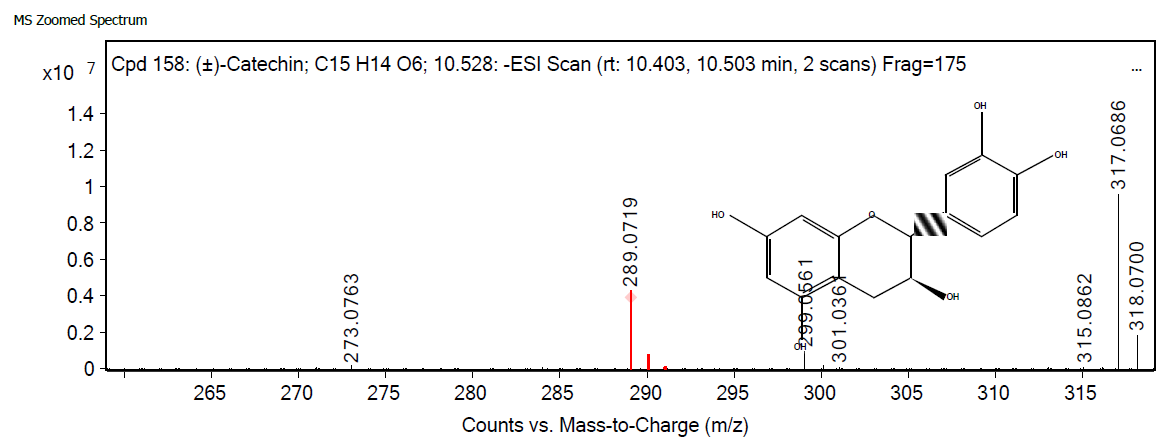 MS Zoomed Spectrum
x10 7
Cpd 158: (±)-Catechin; C15 H14 O6; 10.528: -ESI Scan (rt: 10.403, 10.503 min, 2 scans) Frag=175
...
1.4
1.2
1
0.8
0.6
0.4
0.2
0
273.0763
289.0719
299.0561
301.0361
315.0862
317.0686
318.0700
OH
OH
HO
O
OH
OH
265
270
275
280
285
290
295
300
305
310
315
Counts vs. Mass-to-Charge (m/z)